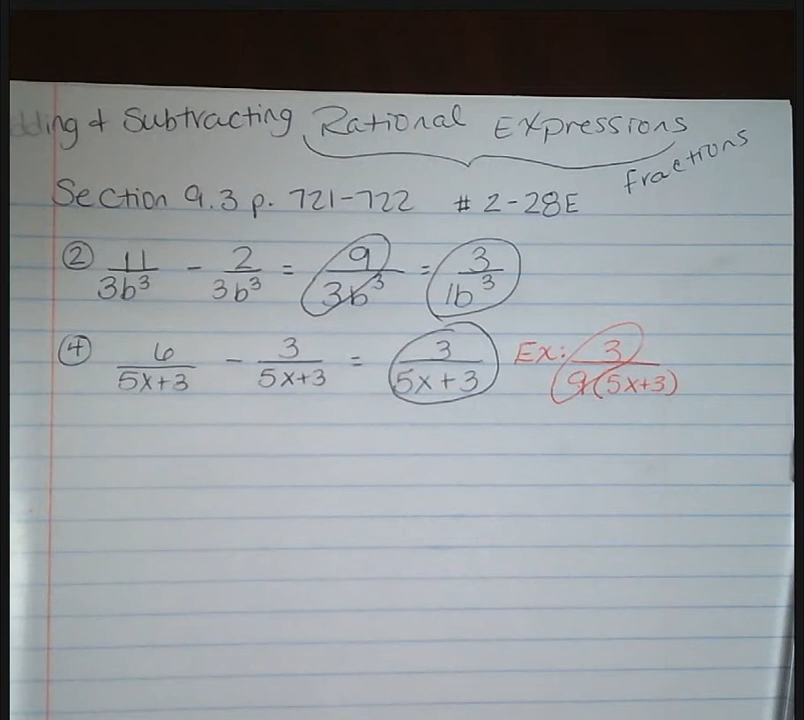 dding & Subtracting Rational Expressions
fractions
Section 9.3 p. 721-722 # 2-28E
② 11/3b³ - 2/3b³ = 9/3b³ = 3/1b³
④ 6/5x+3 - 3/5x+3 = 3/5x+3 Ex: 3/9(5x+3)